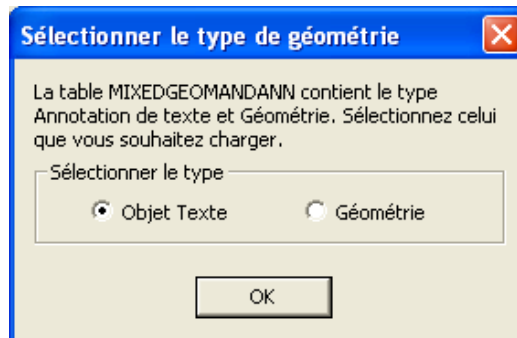 Sélectionner le type de géométrie
La table MIXEDGEOMANDANN contient le type
Annotation de texte et Géométrie. Sélectionnez celui
que vous souhaitez charger.
Sélectionner le type
Objet Texte
Géométrie
OK